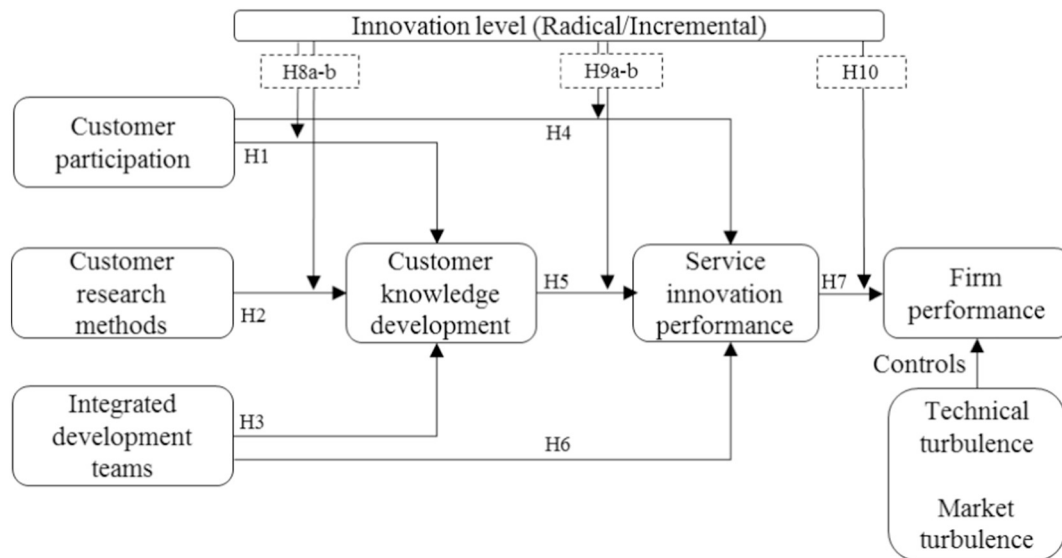 Innovation level (Radical/Incremental)
H8a-b
H9a-b
H10
Customer
participation
H1
H4
Customer
research
methods
H2
Customer
knowledge
development
H5
Service
innovation
performance
H7
Firm
performance
Controls
Integrated
development
teams
H3
H6
Technical
turbulence
Market
turbulence